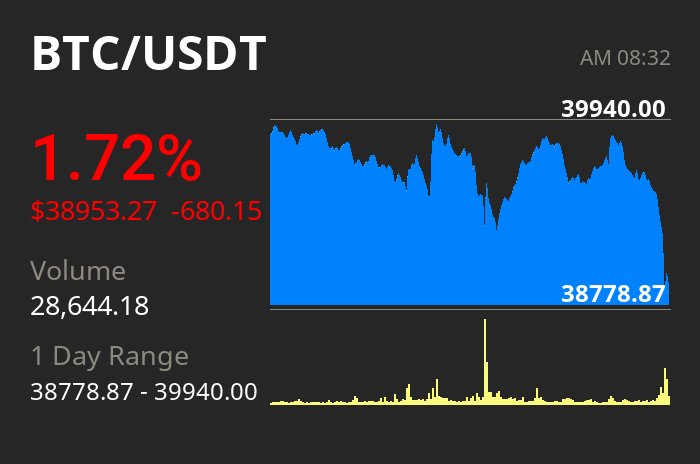 BTC/USDT
AM 08:32
39940.00
1.72%
$38953.27 -680.15
Volume
28,644.18
38778.87
1 Day Range
38778.87 - 39940.00